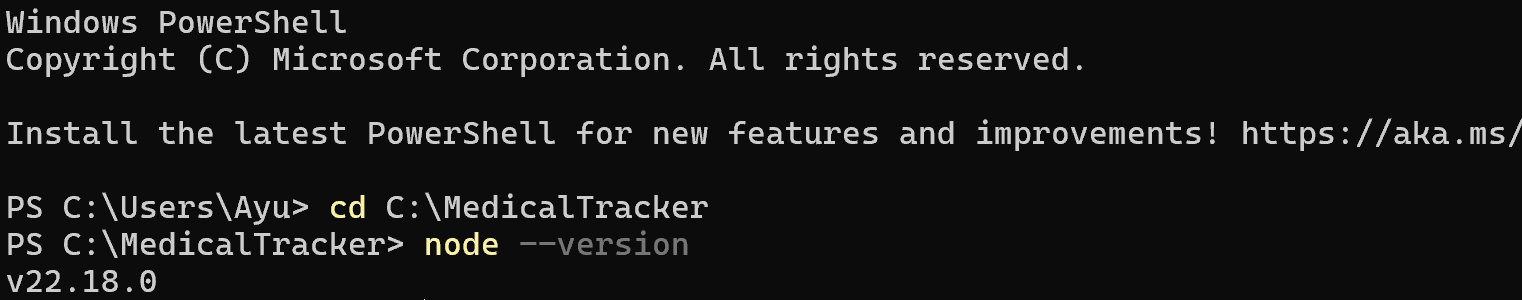 Windows PowerShell
Copyright (C) Microsoft Corporation. All rights reserved.
Install the latest PowerShell for new features and improvements! https://aka.ms/
PS C:\Users\Ayu> cd C:\MedicalTracker
PS C:\MedicalTracker> node --version
v22.18.0